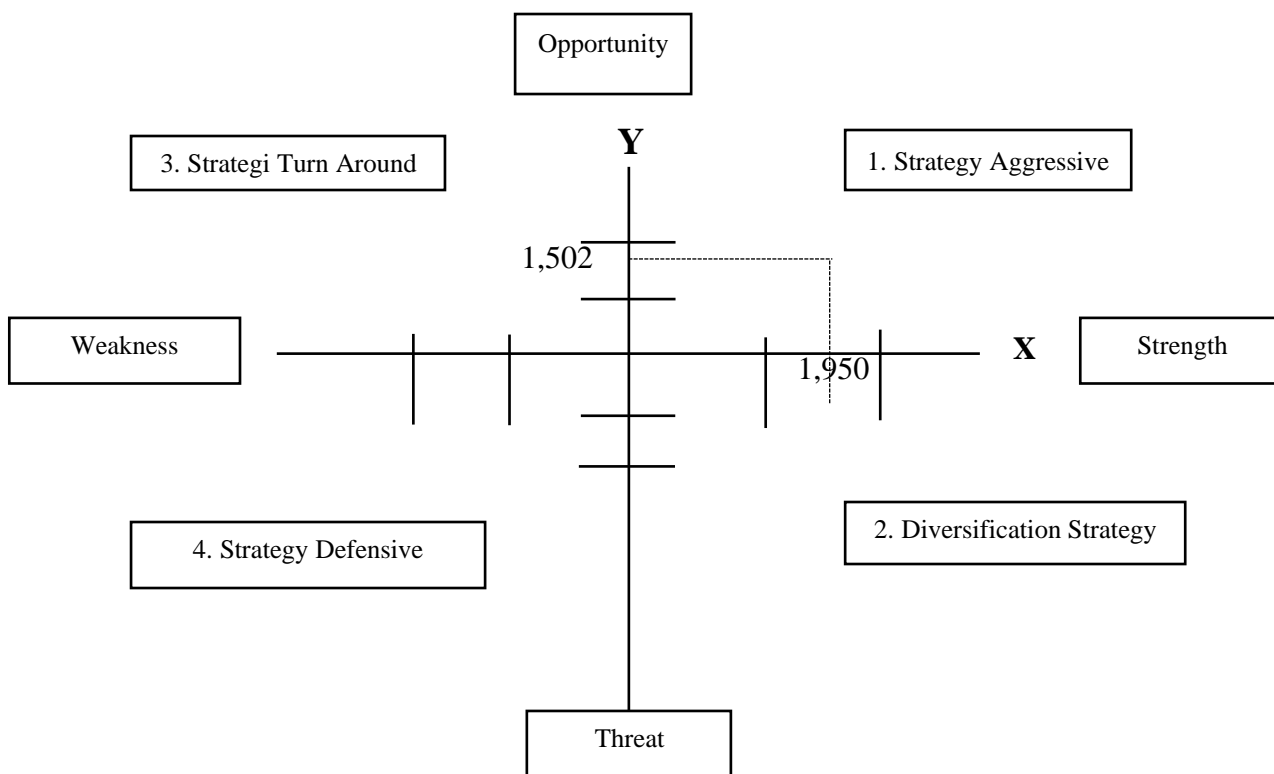 Opportunity
Y
3. Strategi Turn Around
1. Strategy Aggressive
1,502
Weakness
X
Strength
1,950
2. Diversification Strategy
4. Strategy Defensive
Threat